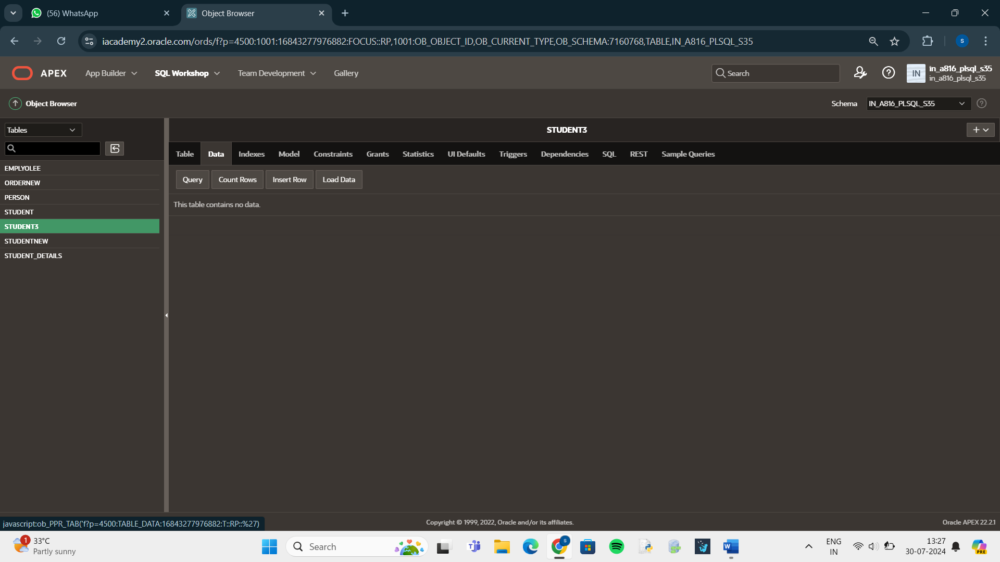 (56) WhatsApp
Object Browser
iacademy2.oracle.com/ords/f?p=4500:1001:16843277976882:FOCUS::RP,1001:OB_OBJECT_ID,OB_CURRENT_TYPE,OB_SCHEMA:7160768,TABLE,IN_A816_PLSQL_S35
S
APEX
App Builder
SQL Workshop
Team Development
Gallery
Search
IN
in_a816_plsql_s35
in_a816_plsql_s35
Object Browser
Schema
IN_A816_PLSQL_S35
Tables
STUDENT3
Table
Data
Indexes
Model
Constraints
Grants
Statistics
UI Defaults
Triggers
Dependencies
SQL
REST
Sample Queries
Query
Count Rows
Insert Row
Load Data
This table contains no data.
EMPLYOLEE
ORDERNEW
PERSON
STUDENT
STUDENT3
STUDENTNEW
STUDENT_DETAILS
javascript:ob_PPR_TAB('f?p=4500:TABLE_DATA:16843277976882:T::RP::%27)
Copyright © 1999, 2022, Oracle and/or its affiliates.
Oracle APEX 22.2.1
1
33°C
Partly sunny
Search
S
W
ENG
IN
13:27
30-07-2024
PRE